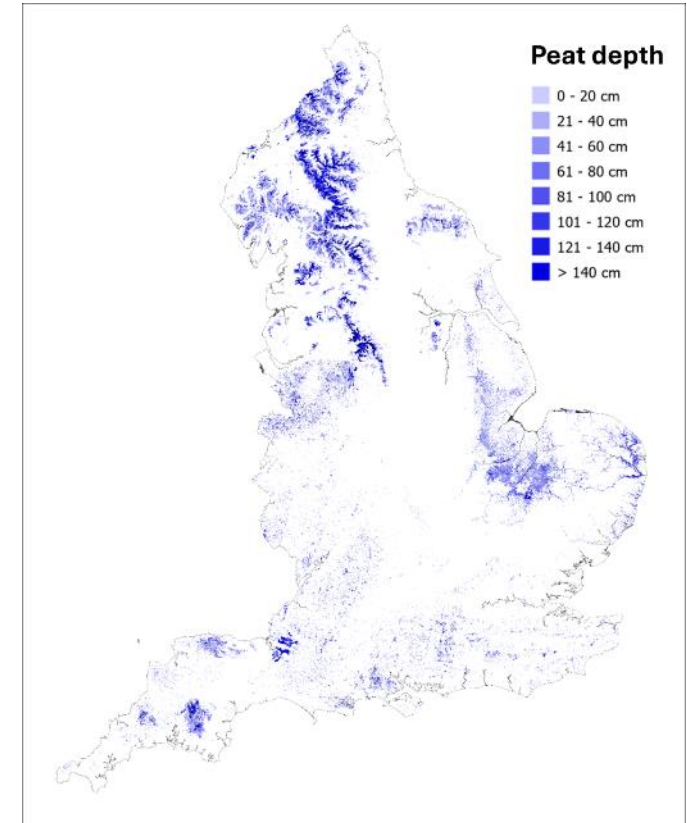 Peat depth
0 - 20 cm
21 - 40 cm
41 - 60 cm
61 - 80 cm
81 - 100 cm
101 - 120 cm
121 - 140 cm
> 140 cm